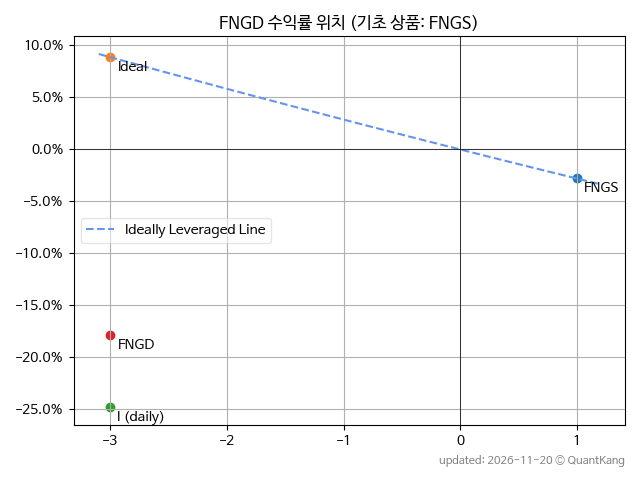 FNGD 수익률 위치 (기초 상품: FNGS)
10.0%
Ideal
5.0%
0.0%
FNGS
−5.0%
Ideally Leveraged Line
−10.0%
−15.0%
FNGD
−20.0%
−25.0%
I (daily)
−3 −2 −1 0 1
updated: 2026-11-20 © QuantKang